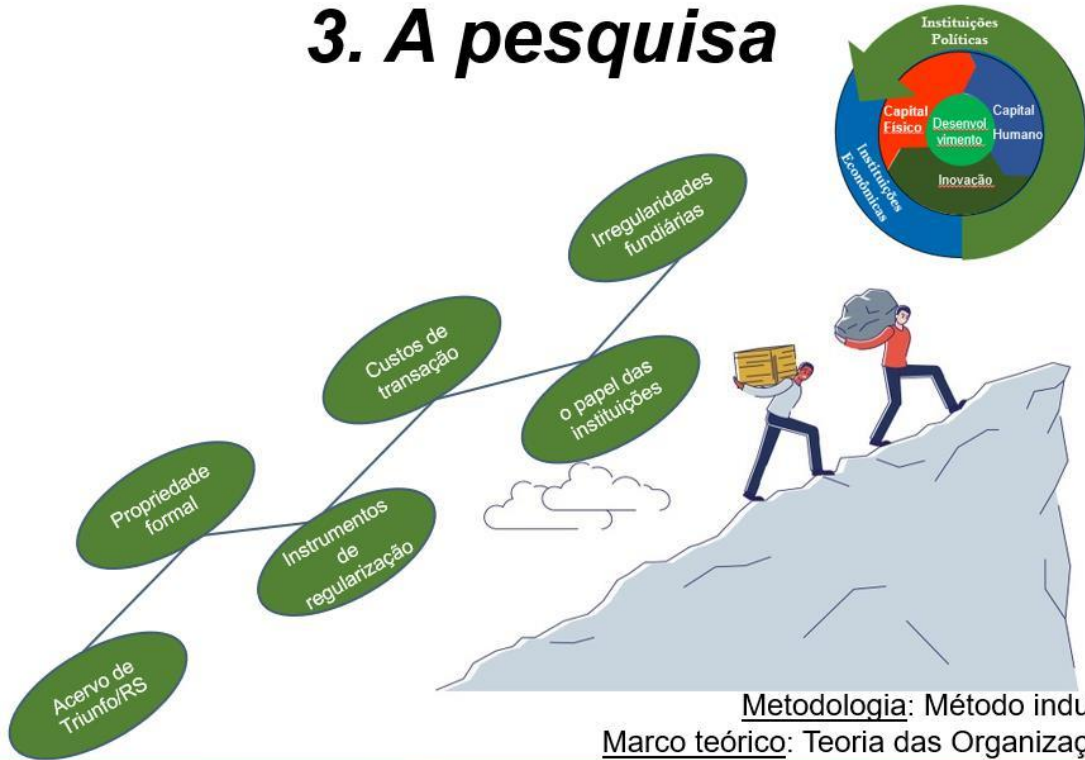 3. A pesquisa
Instituições
Políticas
Capital
Físico
Capital
Humano
Desenvol
vimento
Inovação
Instituições
Econômicas
Irregularidades
fundiárias
Custos de
transação
o papel das
instituições
Propriedade
formal
Instrumentos
de
regularização
Acervo de
Triunfo/RS
Metodologia: Método indu
Marco teórico: Teoria das Organizaç